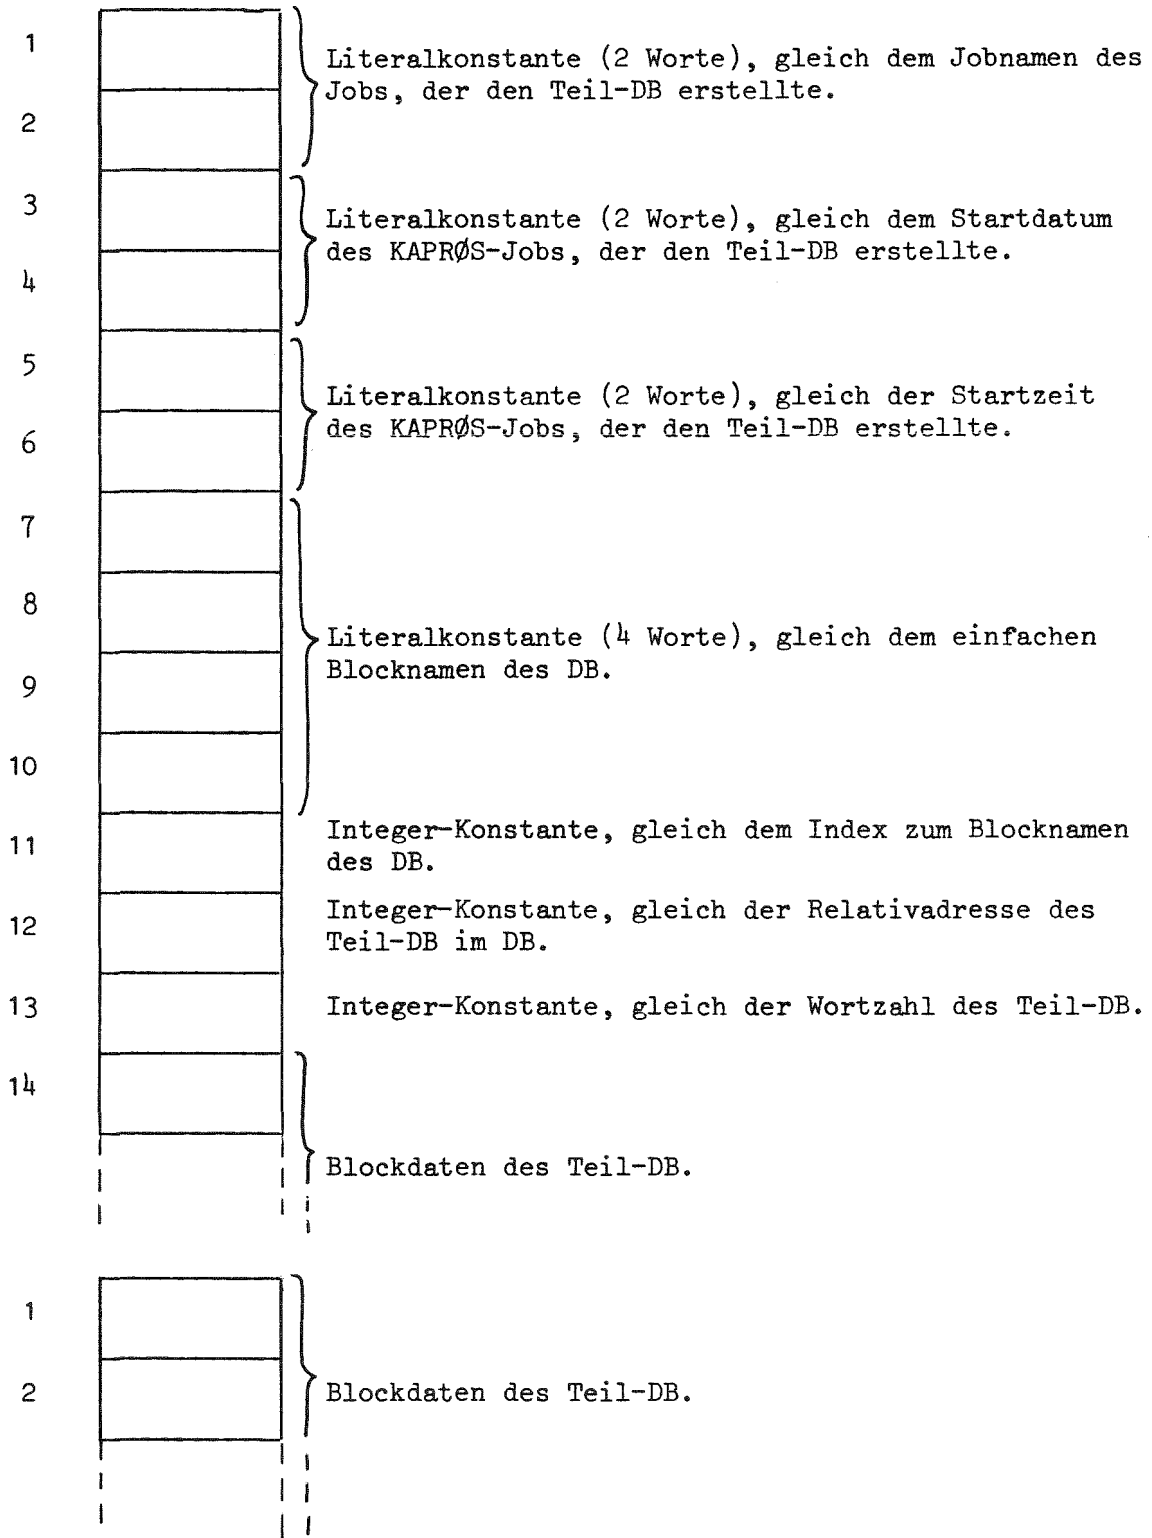 1
Literalkonstante (2 Worte), gleich dem Jobnamen des
Jobs, der den Teil-DB erstellte.
2
3
Literalkonstante (2 Worte), gleich dem Startdatum
des KAPRØS-Jobs, der den Teil-DB erstellte.
4
5
Literalkonstante (2 Worte), gleich der Startzeit
des KAPRØS-Jobs, der den Teil-DB erstellte.
6
7
8
Literalkonstante (4 Worte), gleich dem einfachen
Blocknamen des DB.
9
10
11
Integer-Konstante, gleich dem Index zum Blocknamen
des DB.
12
Integer-Konstante, gleich der Relativadresse des
Teil-DB im DB.
13
Integer-Konstante, gleich der Wortzahl des Teil-DB.
14
Blockdaten des Teil-DB.
1
2
Blockdaten des Teil-DB.